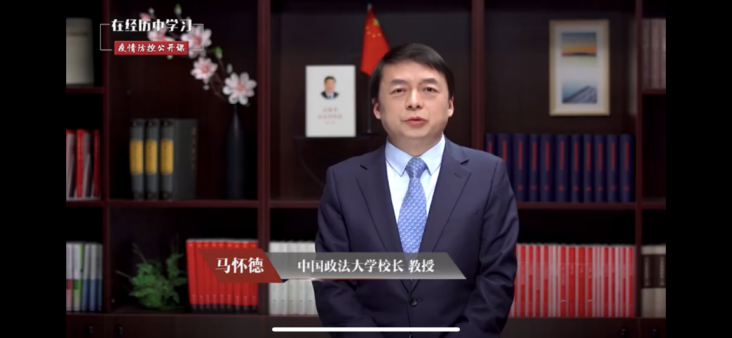 在经历中学习
疫情防控公开课
马怀德
中国政法大学校长 教授